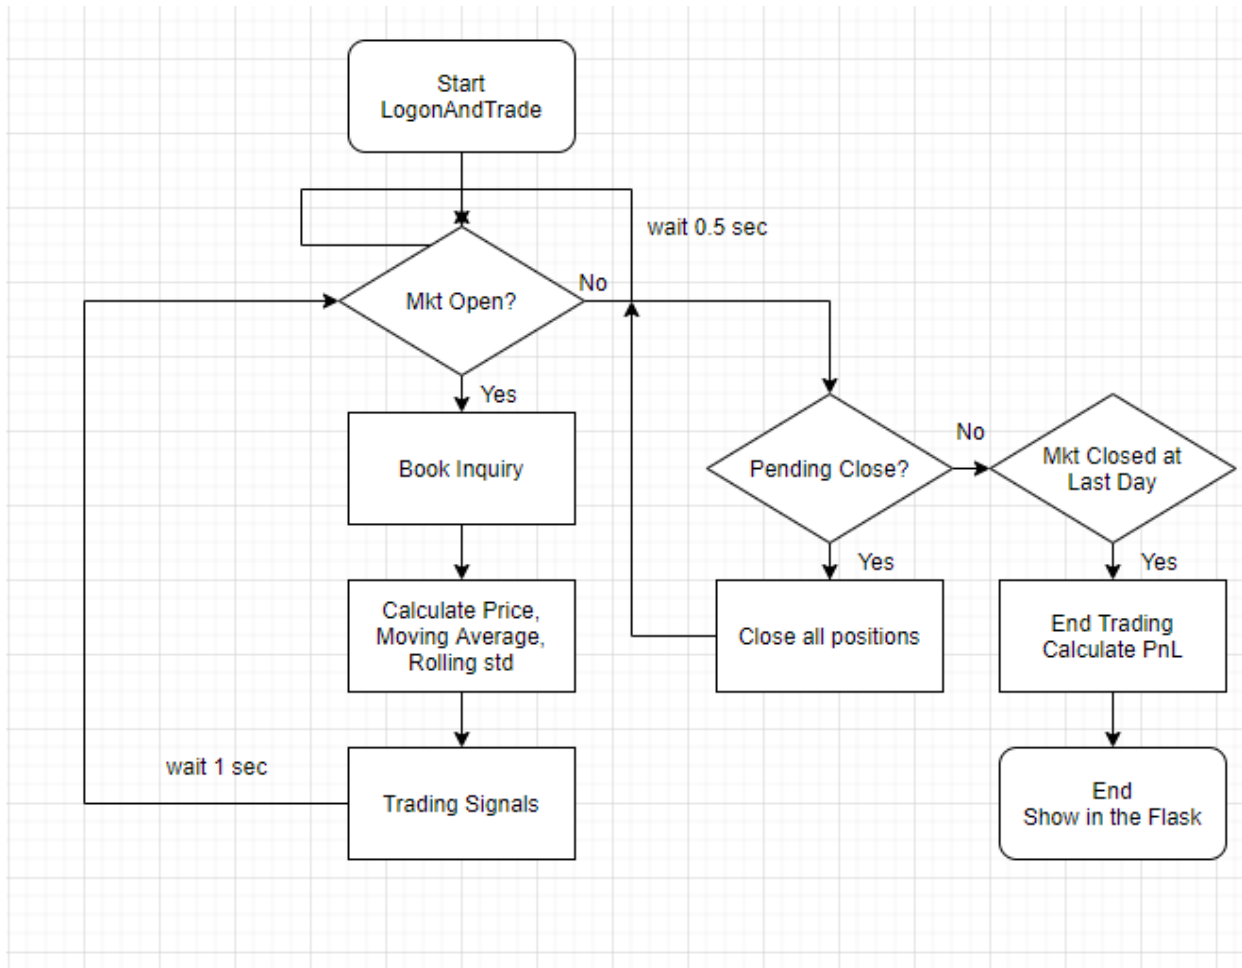 Start
LogonAndTrade
wait 0.5 sec
No
Mkt Open?
Yes
No
Book Inquiry
Pending Close?
Mkt Closed at
Last Day
Yes
Yes
Calculate Price,
Moving Average,
Rolling std
Close all positions
End Trading
Calculate PnL
wait 1 sec
Trading Signals
End
Show in the Flask